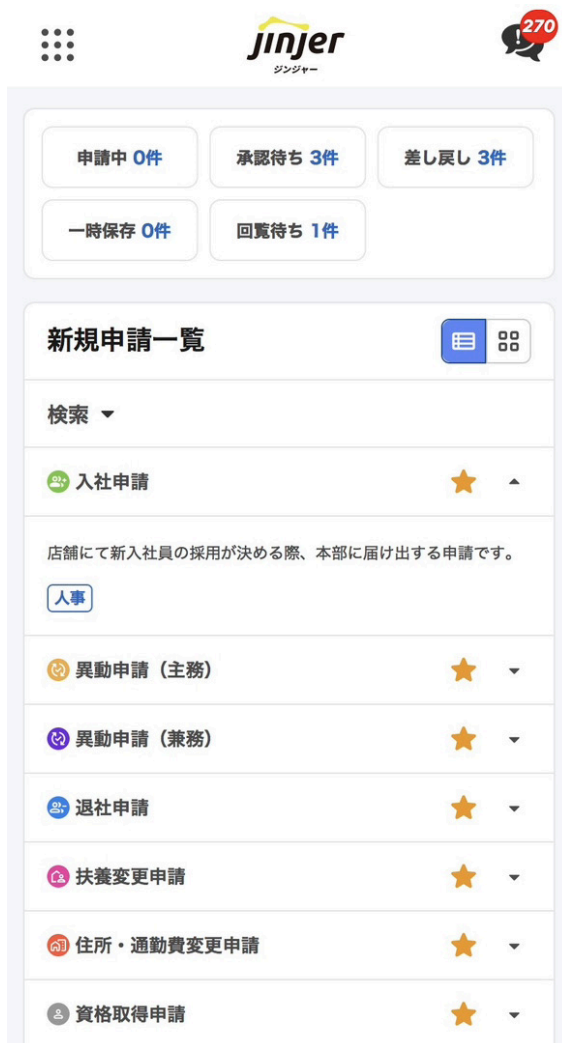 jinjer
ジンジャー
270
申請中 0件
承認待ち 3件
差し戻し 3件
一時保存 0件
回覧待ち 1件
新規申請一覧
検索
入社申請
店舗にて新入社員の採用が決める際、本部に届け出する申請です。
人事
異動申請（主務）
異動申請（兼務）
退社申請
扶養変更申請
住所・通勤費変更申請
資格取得申請